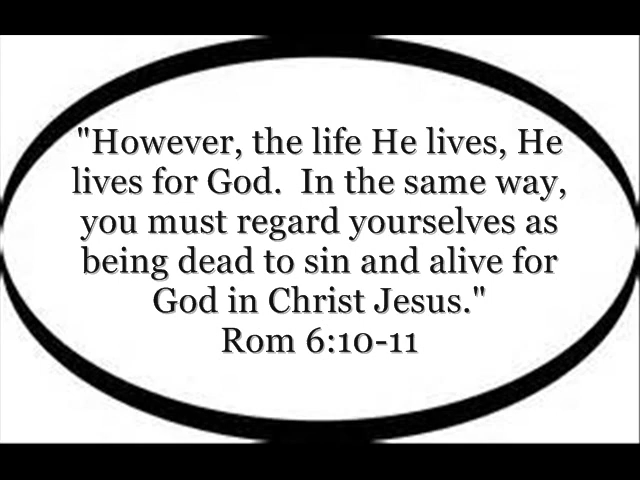 "However, the life He lives, He
lives for God.  In the same way,
you must regard yourselves as
being dead to sin and alive for
God in Christ Jesus."
Rom 6:10-11